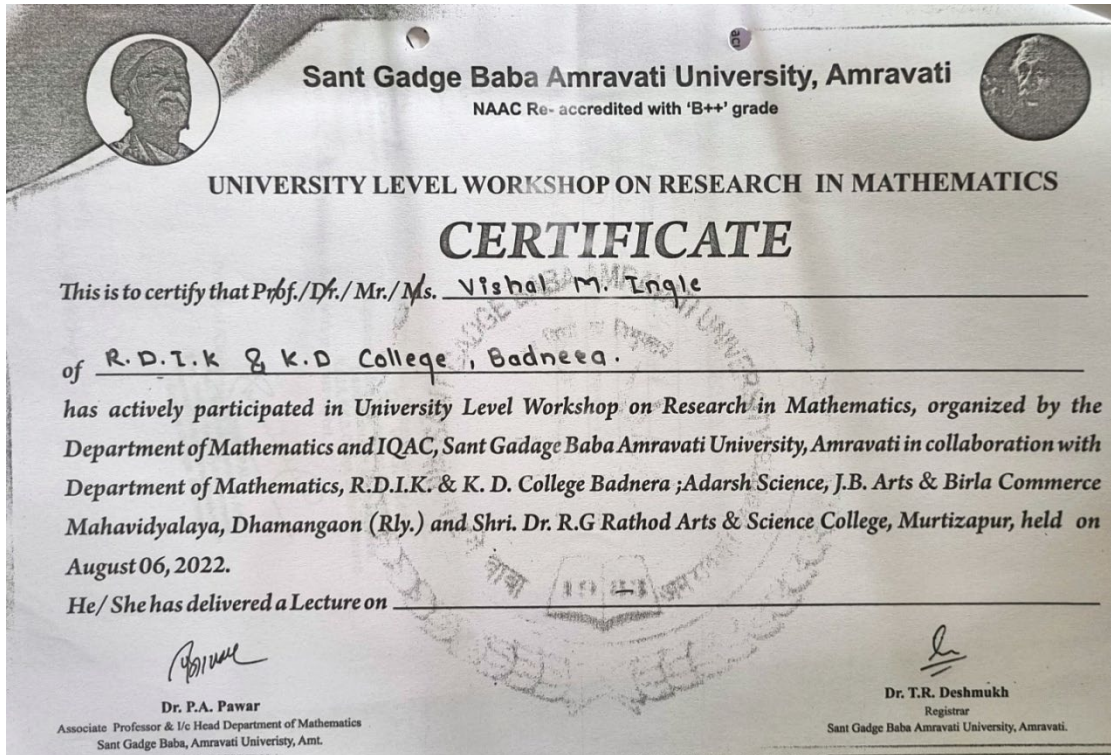 Sant Gadge Baba Amravati University, Amravati
NAAC Re- accredited with ‘B++’ grade
UNIVERSITY LEVEL WORKSHOP ON RESEARCH IN MATHEMATICS
CERTIFICATE
This is to certify that Prof./Dr./ Mr./ Ms. Vishal M. Ingle
of R.D.I.K & K.D College, Badnera.
has actively participated in University Level Workshop on Research in Mathematics, organized by the
Department of Mathematics and IQAC, Sant Gadage Baba Amravati University, Amravati in collaboration with
Department of Mathematics, R.D.I.K. & K. D. College Badnera ;Adarsh Science, J.B. Arts & Birla Commerce
Mahavidyalaya, Dhamangaon (Rly.) and Shri. Dr. R.G Rathod Arts & Science College, Murtizapur, held on
August 06, 2022.
He/ She has delivered a Lecture on
Dr. P.A. Pawar
Associate Professor & I/c Head Department of Mathematics
Sant Gadge Baba, Amravati Univeristy, Amt.
Dr. T.R. Deshmukh
Registrar
Sant Gadge Baba Amravati University, Amravati.